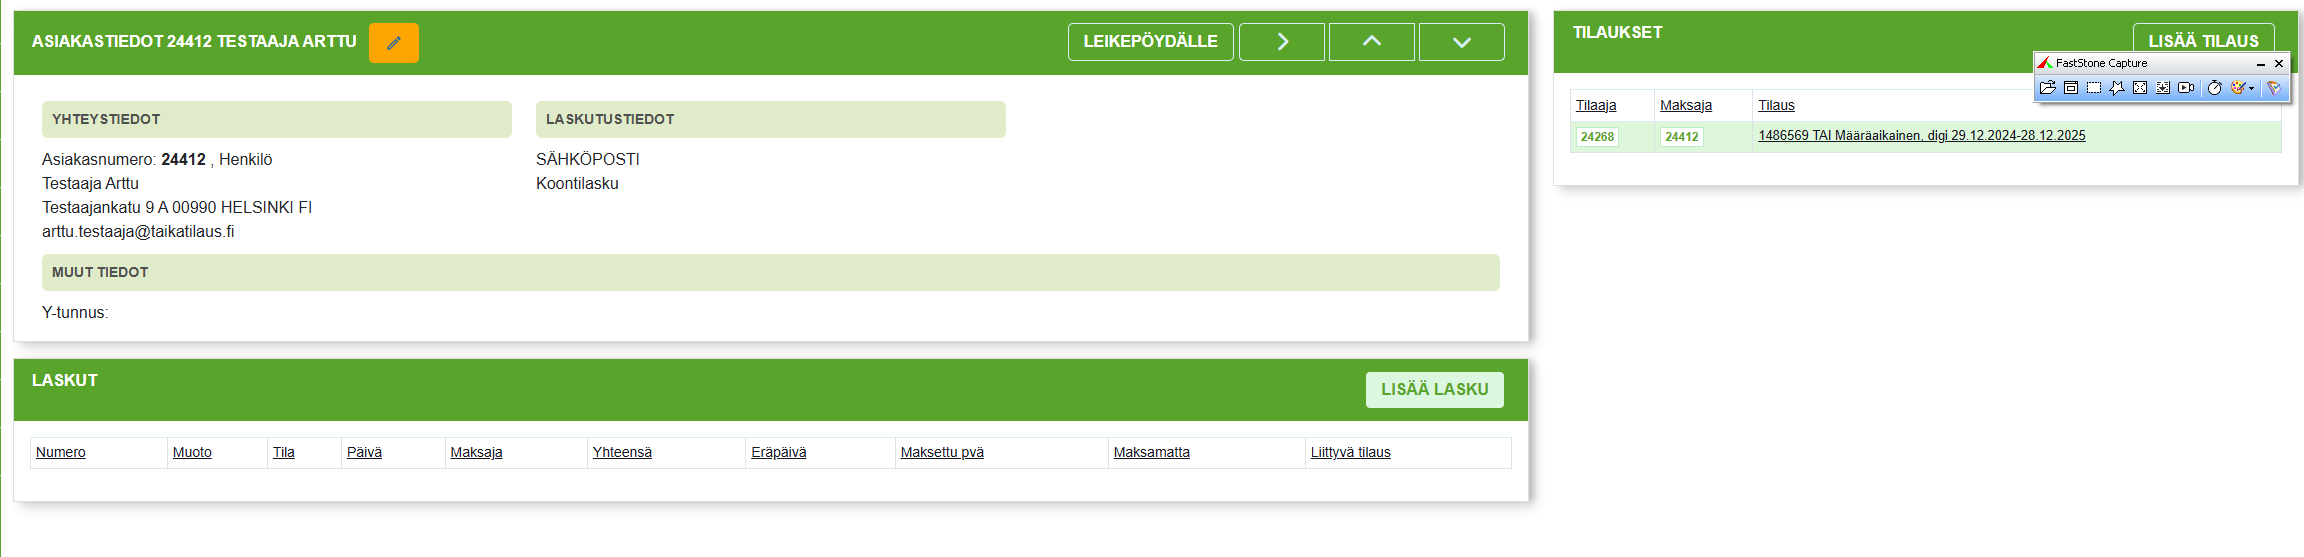 ASIAKASTIEDOT 24412 TESTAAJA ARTTU
LEIKEPÖYDÄLLE
YHTEYSTIEDOT
Asiakasnumero: 24412 , Henkilö
Testaaja Arttu
Testaajankatu 9 A 00990 HELSINKI FI
arttu.testaaja@taikatilaus.fi
LASKUTUSTIEDOT
SÄHKÖPOSTI
Koontilasku
MUUT TIEDOT
Y-tunnus:
LASKUT
LISÄÄ LASKU
Numero Muoto Tila Päivä Maksaja Yhteensä Eräpäivä Maksettu pvä Maksamatta Liittyvä tilaus
TILAUKSET
LISÄÄ TILAUS
FastStone Capture
Tilaaja Maksaja Tilaus
24268 24412 1486569 TAI Määräaikainen, digi 29.12.2024-28.12.2025